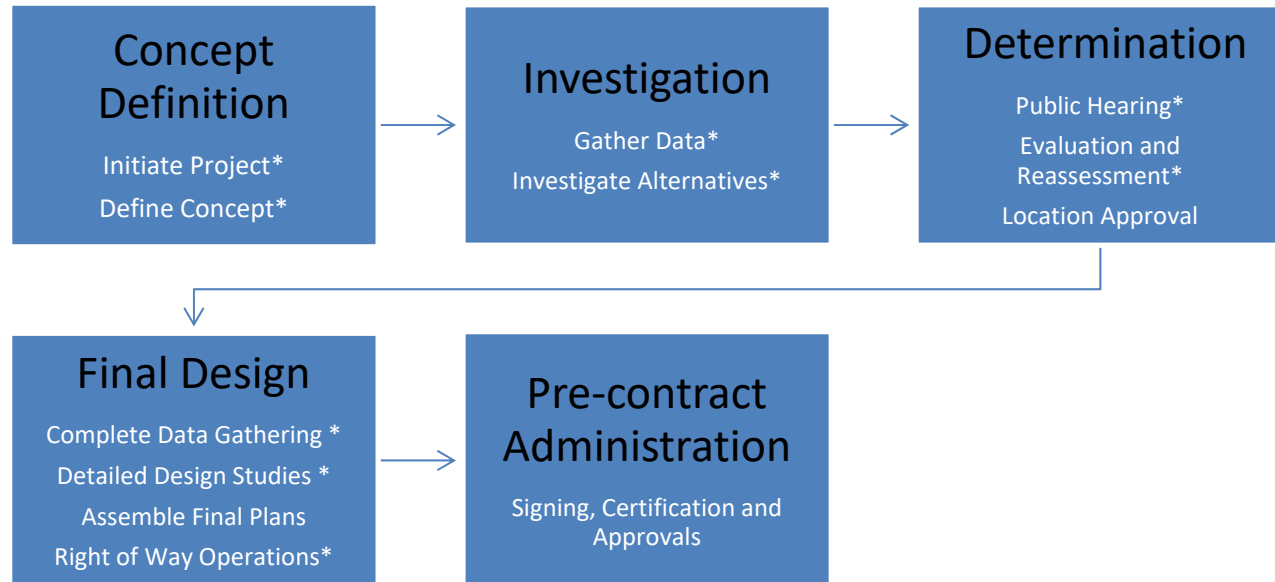 Concept
Definition
Initiate Project*
Define Concept*
Investigation
Gather Data*
Investigate Alternatives*
Determination
Public Hearing*
Evaluation and
Reassessment*
Location Approval
Final Design
Complete Data Gathering *
Detailed Design Studies *
Assemble Final Plans
Right of Way Operations*
Pre-contract
Administration
Signing, Certification and
Approvals